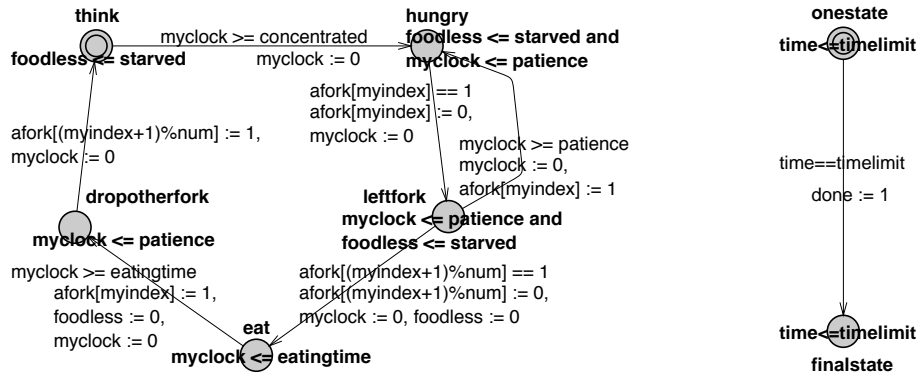 think
foodless <= starved
myclock >= concentrated
myclock := 0
hungry
foodless <= starved and
myclock <= patience
afork[myindex] == 1
afork[myindex] := 0,
myclock := 0
myclock >= patience
myclock := 0,
afork[myindex] := 1
afork[(myindex+1)%num] := 1,
myclock := 0
dropotherfork
myclock <= patience
leftfork
myclock <= patience and
foodless <= starved
myclock >= eatingtime
afork[myindex] := 1,
foodless := 0,
myclock := 0
afork[(myindex+1)%num] == 1
afork[(myindex+1)%num] := 0,
myclock := 0, foodless := 0
eat
myclock <= eatingtime
onestate
time<=timelimit
time==timelimit
done := 1
time<=timelimit
finalstate